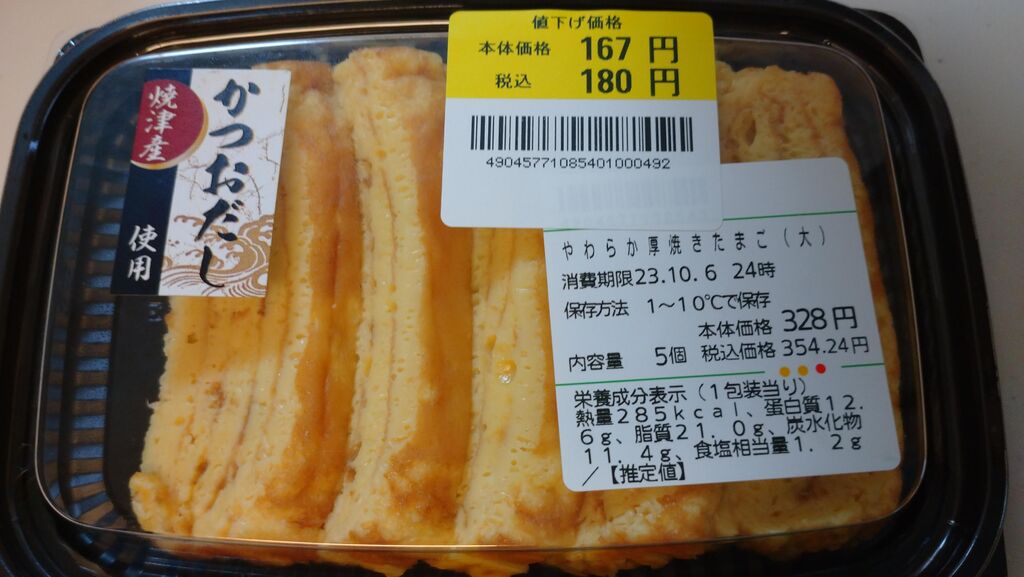 値下げ価格
本体価格 167 円
税込 180 円
49045771085401000492
焼津産
かつおだし
使用
やわらか厚焼きたまご(大)
消費期限23.10.6 24時
保存方法 1~10℃で保存
本体価格 328円
内容量 5個 税込価格 354.24円
栄養成分表示(1包装当り)
熱量285kcal、蛋白質12.
6g、脂質21.0g、炭水化物
11.4g、食塩相当量1.2g
/【推定値】